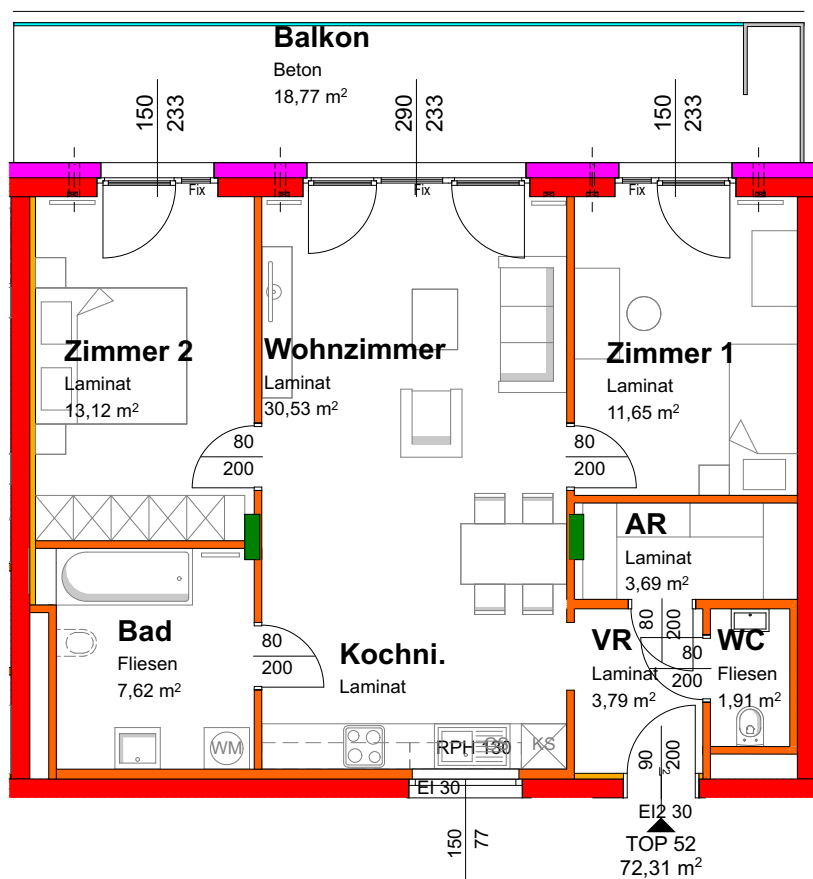 Balkon
Beton
18,77 m²
150
233
290
233
150
233
Fix
Fix
Fix
Zimmer 2
Laminat
13,12 m²
Wohnzimmer
Laminat
30,53 m²
Zimmer 1
Laminat
11,65 m²
80
200
80
200
AR
Laminat
3,69 m²
Bad
Fliesen
7,62 m²
80
200
Kochni.
Laminat
VR
Laminat
3,79 m²
80
200
80
200
WC
Fliesen
1,91 m²
WM
RPH 130
GS
KS
90
200
EI 30
EI2 30
150
77
TOP 52
72,31 m²